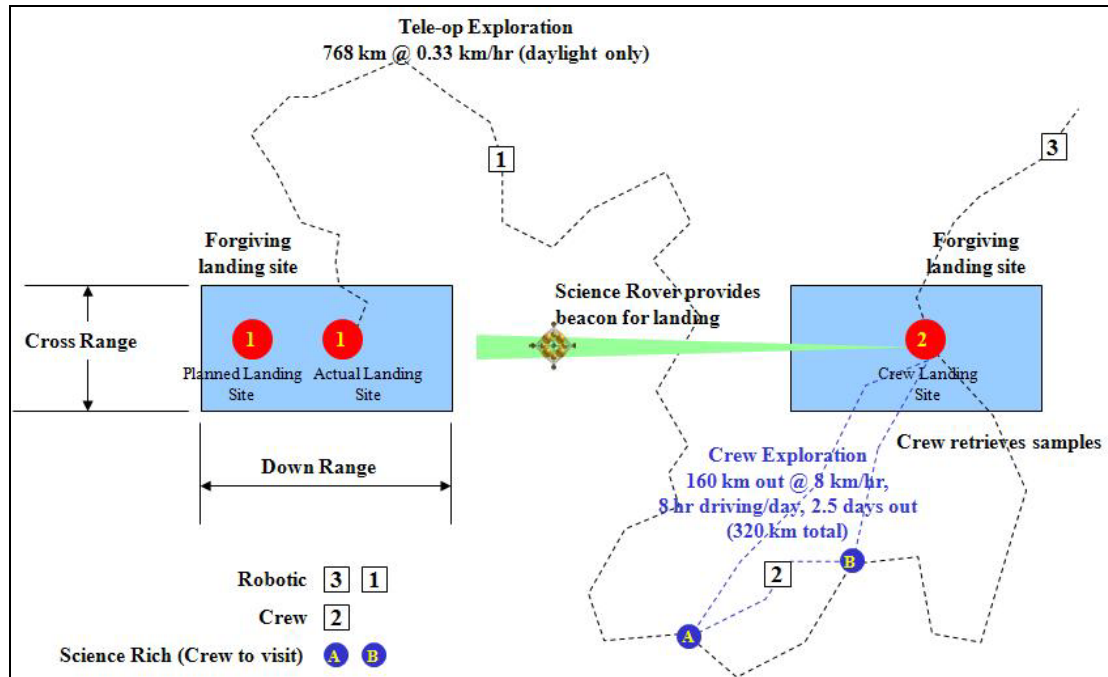 Tele-op Exploration
768 km @ 0.33 km/hr (daylight only)
1
3
Forgiving
landing site
Forgiving
landing site
Science Rover provides
beacon for landing
Cross Range
1
1
2
Planned Landing
Site
Actual Landing
Site
Crew Landing
Site
Crew retrieves samples
Down Range
Crew Exploration
160 km out @ 8 km/hr,
8 hr driving/day, 2.5 days out
(320 km total)
B
2
A
Robotic 3 1
Crew 2
Science Rich (Crew to visit) A B